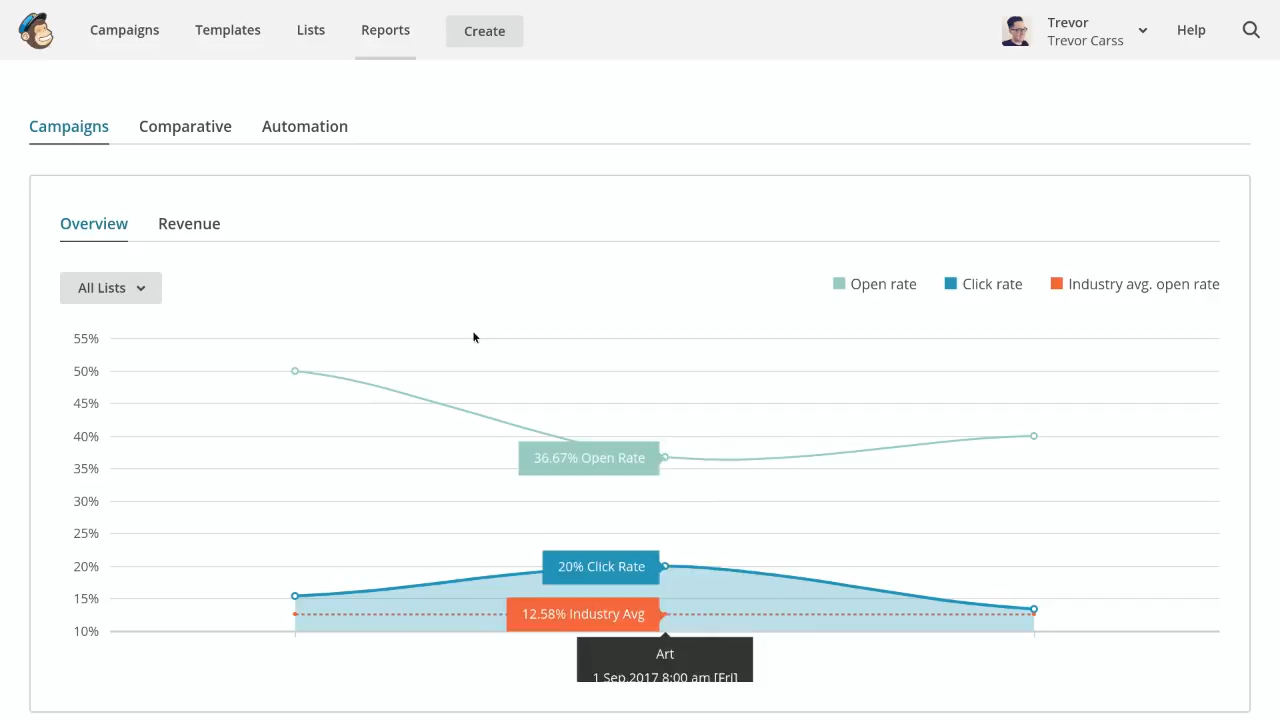 Campaigns Templates Lists Reports Create
Trevor
Trevor Carss
Help
Campaigns Comparative Automation
Overview Revenue
All Lists
Open rate Click rate Industry avg. open rate
55%
50%
45%
40%
36.67% Open Rate
35%
30%
25%
20%
20% Click Rate
15%
12.58% Industry Avg
10%
Art
1 Sep,2017 8:00 am [Fri]